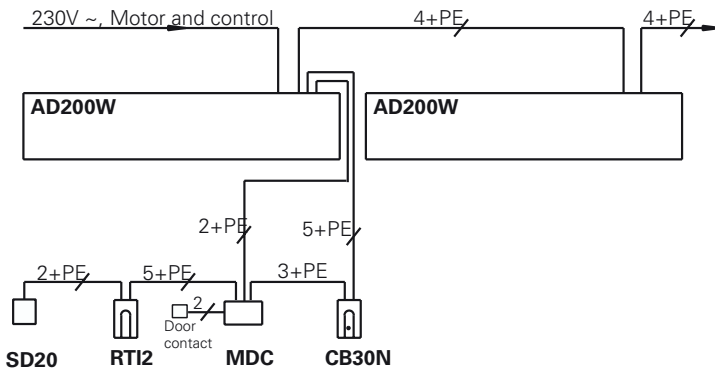 230V ~, Motor and control 4+PE 4+PE
AD200W AD200W
2+PE 5+PE
2+PE 5+PE 3+PE
2
Door
contact
SD20 RTI2 MDC CB30N